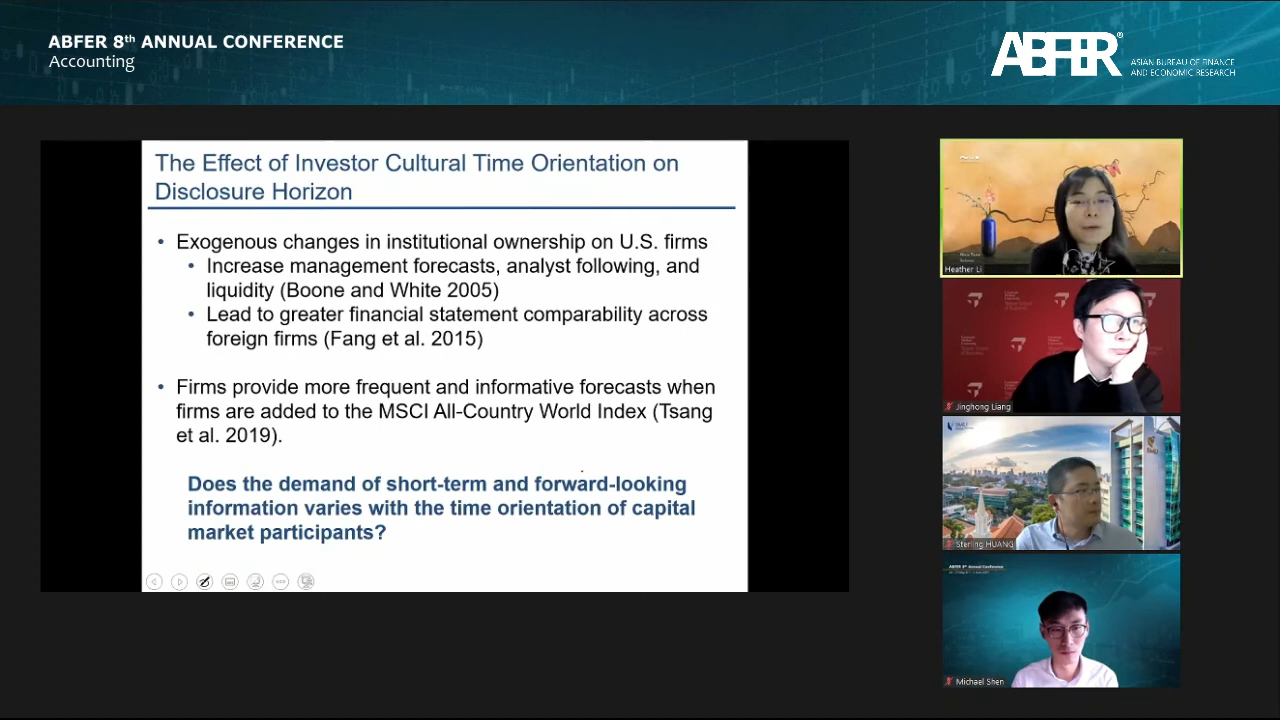 ABFER 8th ANNUAL CONFERENCE
Accounting
ABFER®
ASIAN BUREAU OF FINANCE
AND ECONOMIC RESEARCH
The Effect of Investor Cultural Time Orientation on
Disclosure Horizon
• Exogenous changes in institutional ownership on U.S. firms
• Increase management forecasts, analyst following, and
liquidity (Boone and White 2005)
• Lead to greater financial statement comparability across
foreign firms (Fang et al. 2015)
• Firms provide more frequent and informative forecasts when
firms are added to the MSCI All-Country World Index (Tsang
et al. 2019).
Does the demand of short-term and forward-looking
information varies with the time orientation of capital
market participants?
Heather Li
Jinghong Liang
SMU
Sterling HUANG
ABFER 8th Annual Conference
Michael Shen